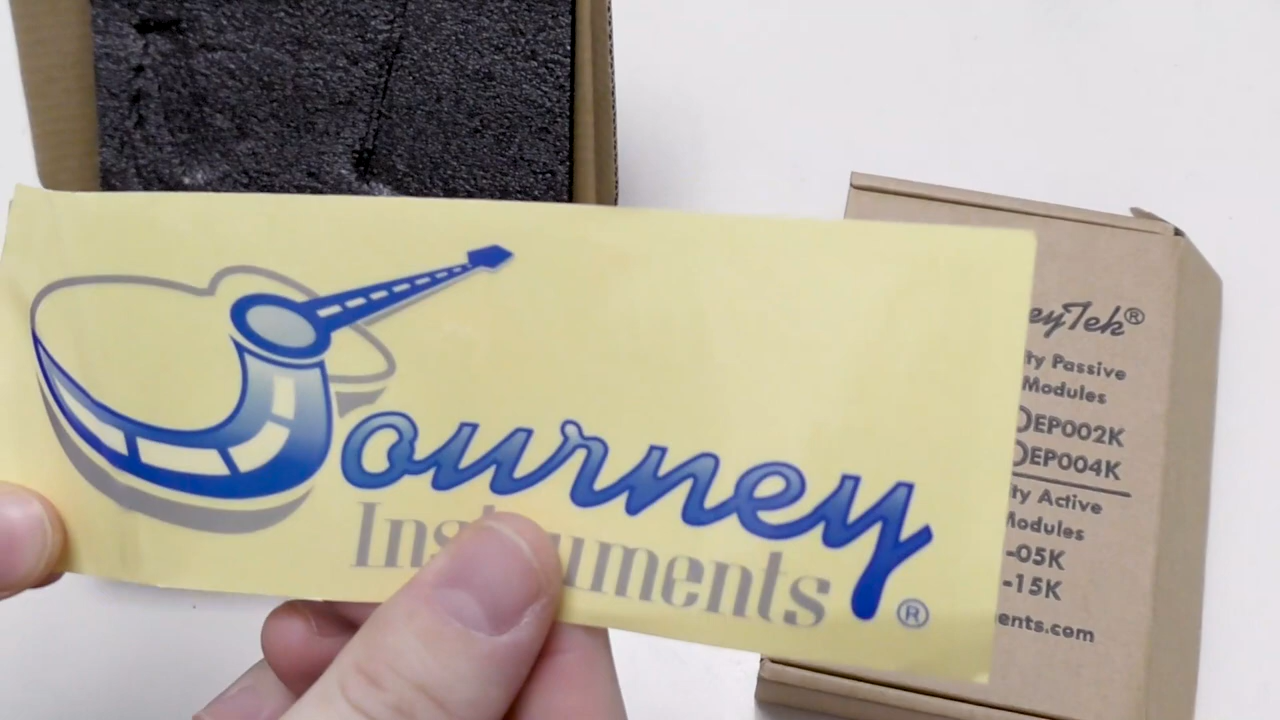 Journey
Instruments
®
eyTek®
ty Passive
Modules
EP002K
EP004K
ty Active
Modules
-05K
-15K
ents.com